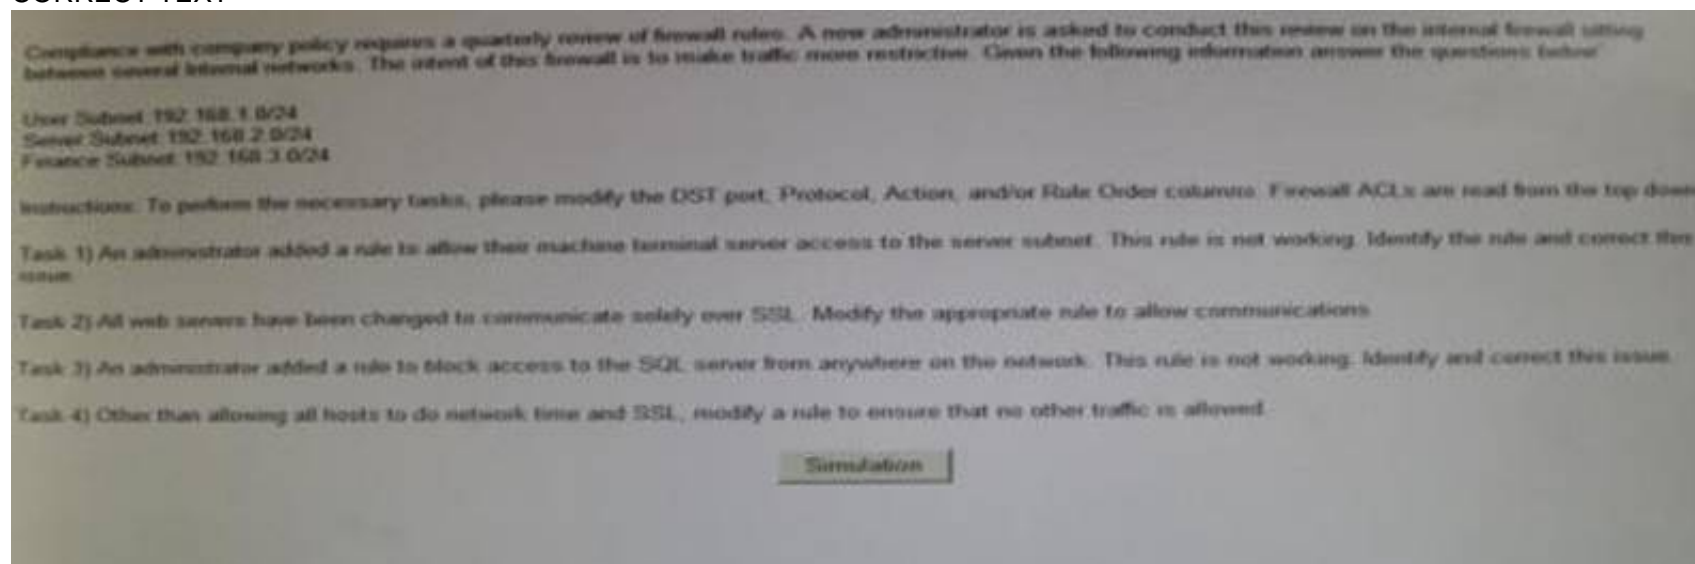 CORRECT TEXT
Compliance with company policy requires a quarterly review of firewall rules. A new administrator is asked to conduct this review on the internal firewall sitting
between several internal networks. The intent of this firewall is to make traffic more restrictive. Given the following information answer the questions below
User Subnet 192.168.1.0/24
Server Subnet 192.168.2.0/24
Finance Subnet 192.168.3.0/24
Instructions: To perform the necessary tasks, please modify the DST port, Protocol, Action, and/or Rule Order columns. Firewall ACLs are read from the top down
Task 1) An administrator added a rule to allow their machine terminal server access to the server subnet. This rule is not working. Identify the rule and correct this
issue.
Task 2) All web servers have been changed to communicate solely over SSL. Modify the appropriate rule to allow communications.
Task 3) An administrator added a rule to block access to the SQL server from anywhere on the network. This rule is not working. Identify and correct this issue.
Task 4) Other than allowing all hosts to do network time and SSL, modify a rule to ensure that no other traffic is allowed.
Simulation